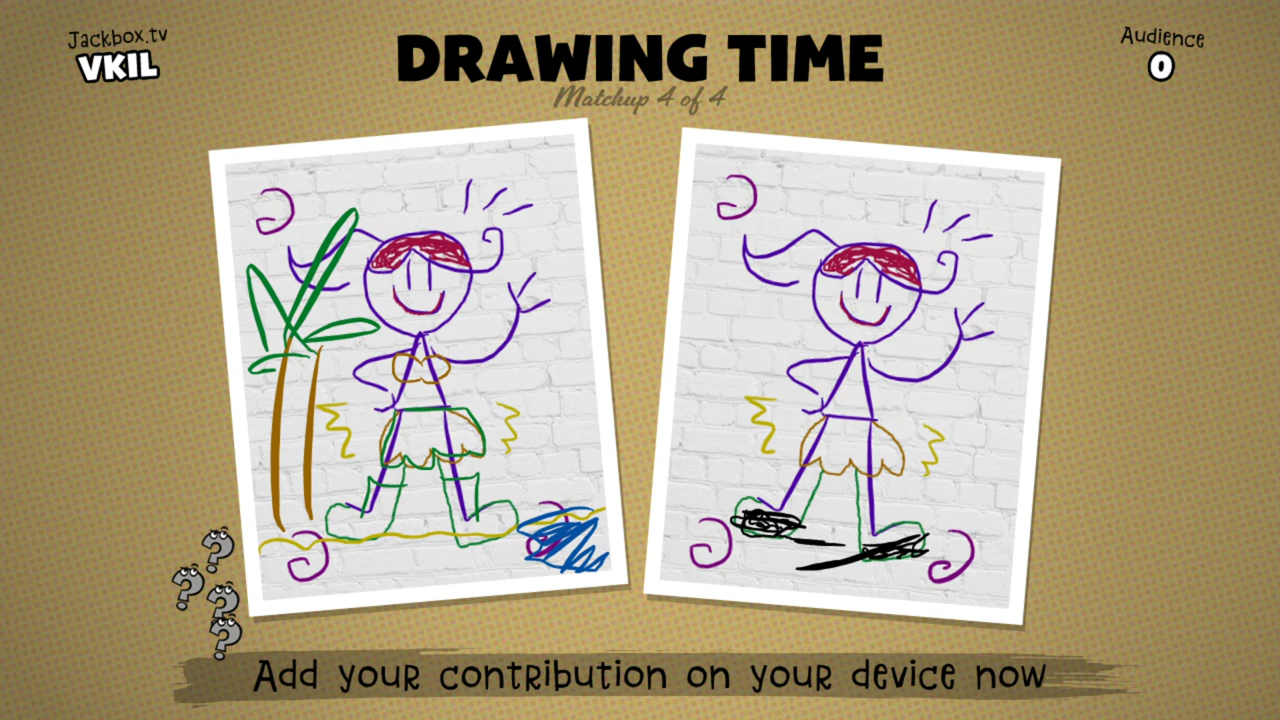 Jackbox.tv
VKIL
DRAWING TIME
Matchup 4 of 4
Audience
0
? ? ? ?
Add your contribution on your device now